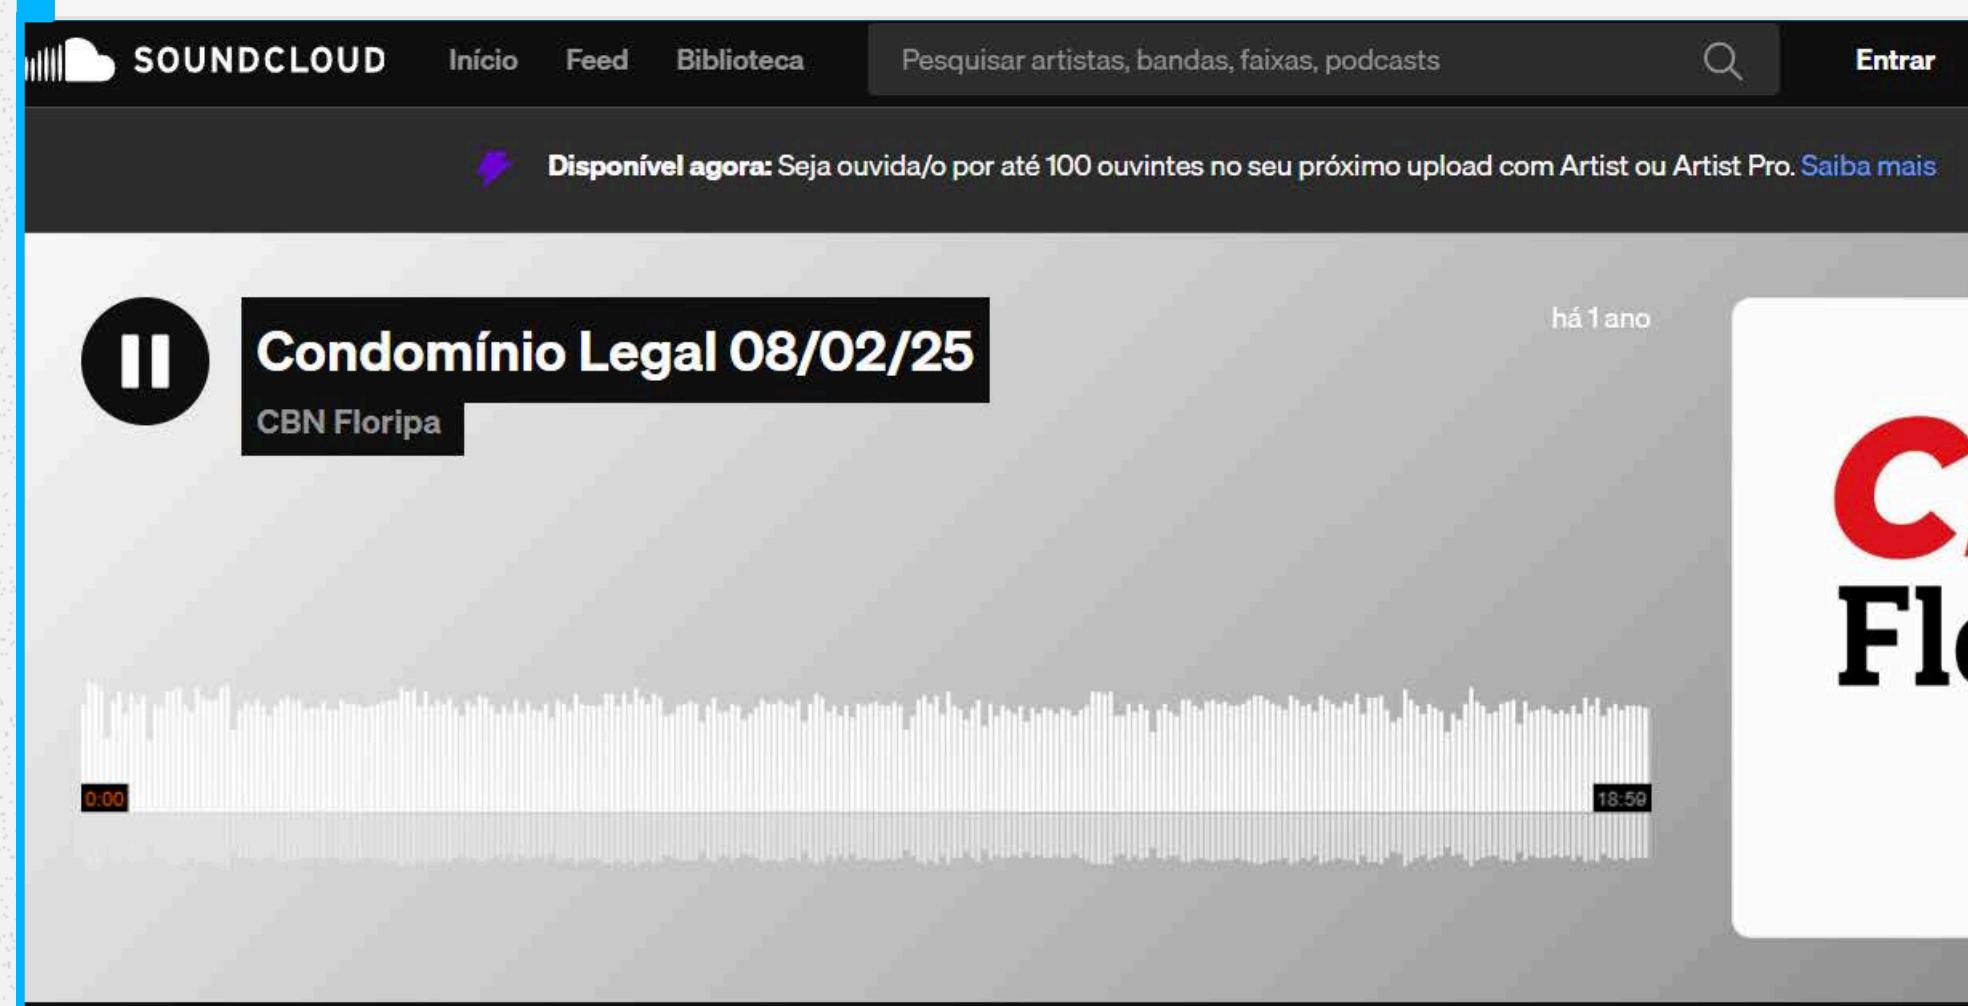 SOUNDCLOUD Início Feed Biblioteca Pesquisar artistas, bandas, faixas, podcasts Entrar
Disponível agora: Seja ouvida/o por até 100 ouvintes no seu próximo upload com Artist ou Artist Pro. Saiba mais
Condomínio Legal 08/02/25
há 1 ano
CBN Floripa
0:00
18:59